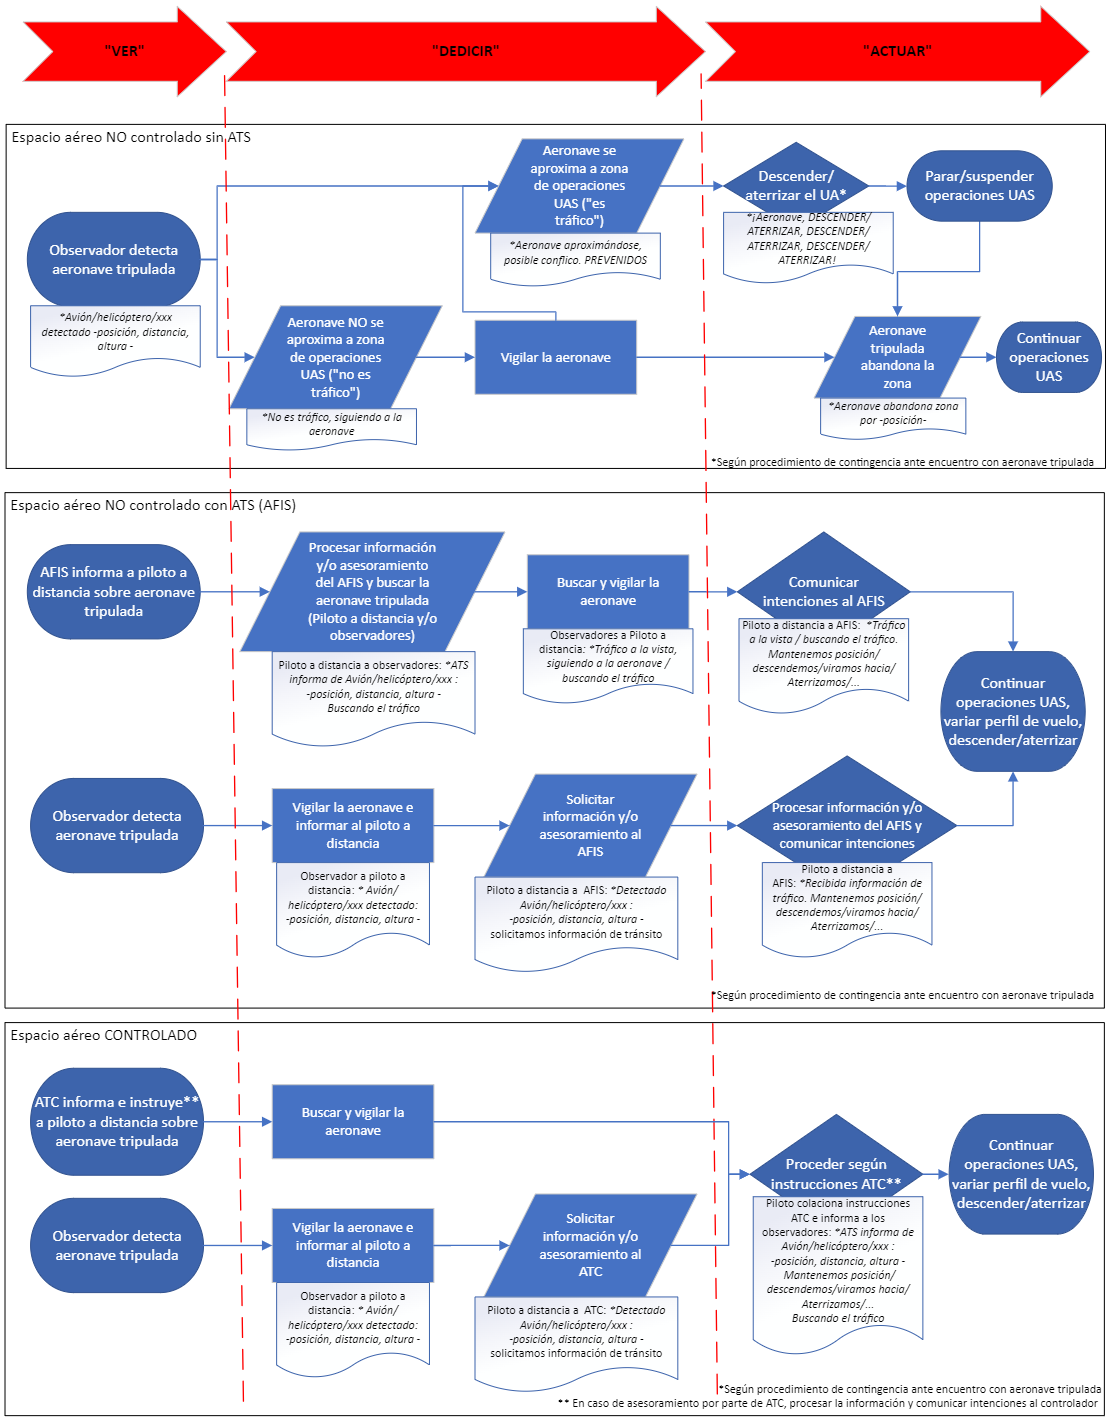 "VER"
"DEDICIR"
"ACTUAR"
Espacio aéreo NO controlado sin ATS
Observador detecta
aeronave tripulada
*Avión/helicóptero/xxx
detectado -posición, distancia,
altura -
Aeronave se
aproxima a zona
de operaciones
UAS ("es
tráfico")
*Aeronave aproximándose,
posible conflico. PREVENIDOS
Aeronave NO se
aproxima a zona
de operaciones
UAS ("no es
tráfico")
*No es tráfico, siguiendo a la
aeronave
Vigilar la aeronave
Descender/
aterrizar el UA*
*¡Aeronave, DESCENDER/
ATERRIZAR, DESCENDER/
ATERRIZAR, DESCENDER/
ATERRIZAR!
Parar/suspender
operaciones UAS
Aeronave
tripulada
abandona la
zona
*Aeronave abandona zona
por -posición-
Continuar
operaciones
UAS
*Según procedimiento de contingencia ante encuentro con aeronave tripulada
Espacio aéreo NO controlado con ATS (AFIS)
AFIS informa a piloto a
distancia sobre aeronave
tripulada
Procesar información
y/o asesoramiento
del AFIS y buscar la
aeronave tripulada
(Piloto a distancia y/o
observadores)
Piloto a distancia a observadores: *ATS
informa de Avión/helicóptero/xxx :
-posición, distancia, altura -
Buscando el tráfico
Buscar y vigilar la
aeronave
Observadores a Piloto a
distancia: *Tráfico a la vista,
siguiendo a la aeronave /
buscando el tráfico
Comunicar
intenciones al AFIS
Piloto a distancia a AFIS: *Tráfico
a la vista / buscando el tráfico.
Mantenemos posición/
descendemos/viramos hacia/
Aterrizamos/...
Continuar
operaciones UAS,
variar perfil de vuelo,
descender/aterrizar
Observador detecta
aeronave tripulada
Vigilar la aeronave e
informar al piloto a
distancia
Observador a piloto a
distancia: * Avión/
helicóptero/xxx detectado:
-posición, distancia, altura -
Solicitar
información y/o
asesoramiento al
AFIS
Piloto a distancia a AFIS: *Detectado
Avión/helicóptero/xxx :
-posición, distancia, altura -
solicitamos información de tránsito
Procesar información y/o
asesoramiento del AFIS y
comunicar intenciones
Piloto a distancia a
AFIS: *Recibida información de
tráfico. Mantenemos posición/
descendemos/viramos hacia/
Aterrizamos/...
*Según procedimiento de contingencia ante encuentro con aeronave tripulada
Espacio aéreo CONTROLADO
ATC informa e instruye**
a piloto a distancia sobre
aeronave tripulada
Buscar y vigilar la
aeronave
Observador detecta
aeronave tripulada
Vigilar la aeronave e
informar al piloto a
distancia
Observador a piloto a
distancia: * Avión/
helicóptero/xxx detectado:
-posición, distancia, altura -
Solicitar
información y/o
asesoramiento al
ATC
Piloto a distancia a ATC: *Detectado
Avión/helicóptero/xxx :
-posición, distancia, altura -
solicitamos información de tránsito
Proceder según
instrucciones ATC**
Piloto colaciona instrucciones
ATC e informa a los
observadores: *ATS informa de
Avión/helicóptero/xxx :
-posición, distancia, altura -
Mantenemos posición/
descendemos/viramos hacia/
Aterrizamos/...
Buscando el tráfico
Continuar
operaciones UAS,
variar perfil de vuelo,
descender/aterrizar
*Según procedimiento de contingencia ante encuentro con aeronave tripulada
** En caso de asesoramiento por parte de ATC, procesar la información y comunicar intenciones al controlador